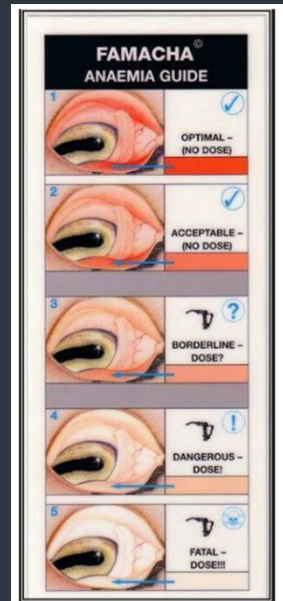 FAMACHA©
ANAEMIA GUIDE
1
OPTIMAL –
(NO DOSE)
2
ACCEPTABLE –
(NO DOSE)
3
?
BORDERLINE –
DOSE?
4
!
DANGEROUS –
DOSE!
5
FATAL –
DOSE!!!